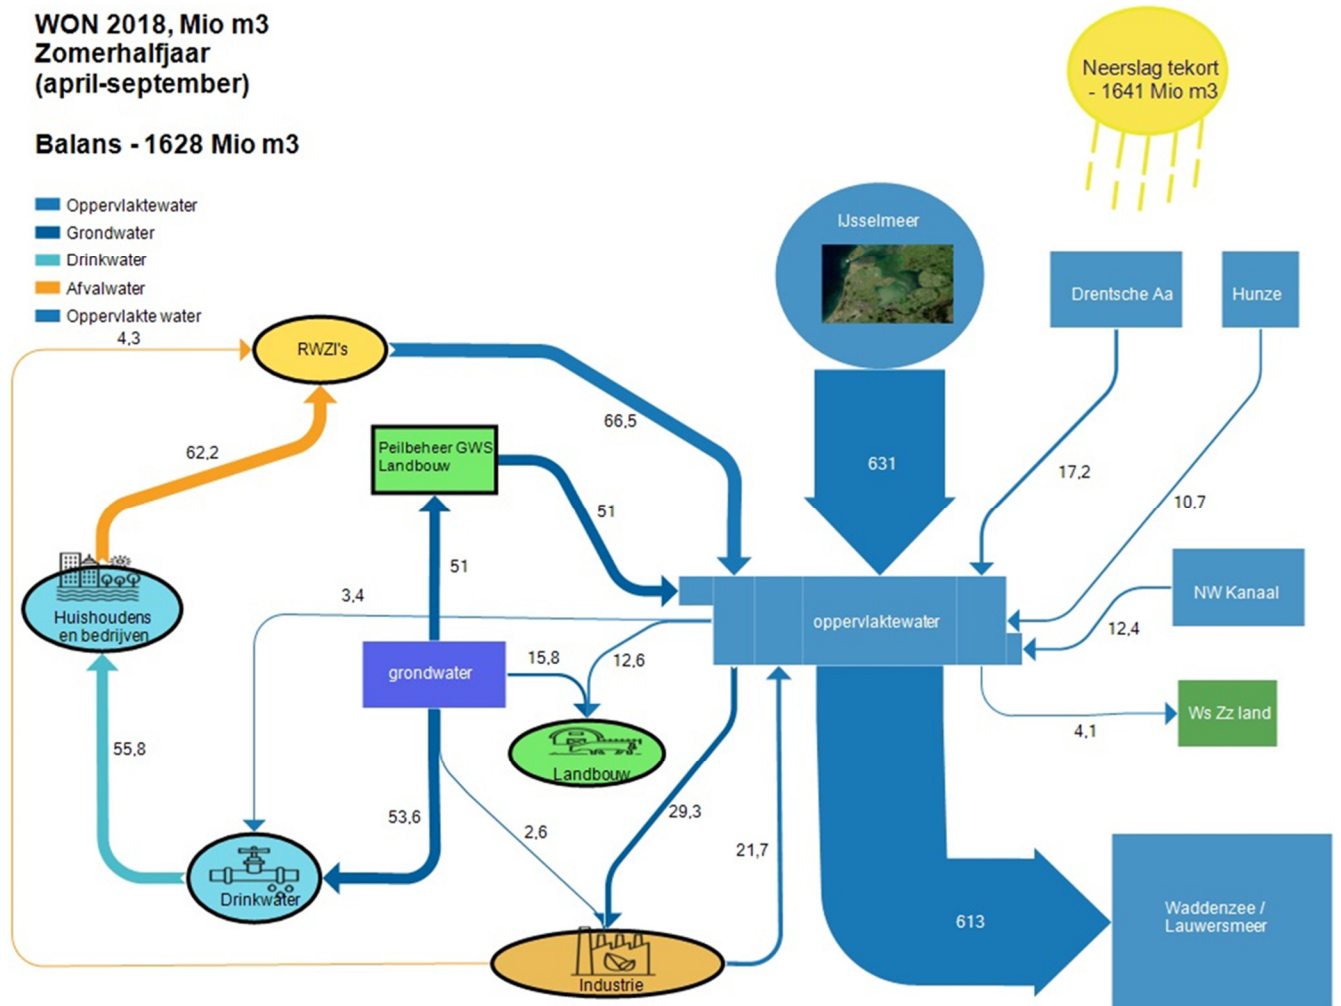 WON 2018, Mio m3
Zomerhalfjaar
(april-september)
Balans - 1628 Mio m3
Oppervlaktewater
Grondwater
Drinkwater
Afvalwater
Oppervlakte water
Neerslag tekort
- 1641 Mio m3
IJsselmeer
Drentsche Aa
Hunze
4,3
RWZI's
66,5
62,2
Peilbeheer GWS
Landbouw
631
17,2
10,7
51
51
Huishoudens
en bedrijven
3,4
oppervlaktewater
NW Kanaal
12,4
grondwater
15,8
12,6
Ws Zz land
4,1
55,8
Landbouw
53,6
2,6
29,3
21,7
Drinkwater
613
Waddenzee /
Lauwersmeer
Industrie